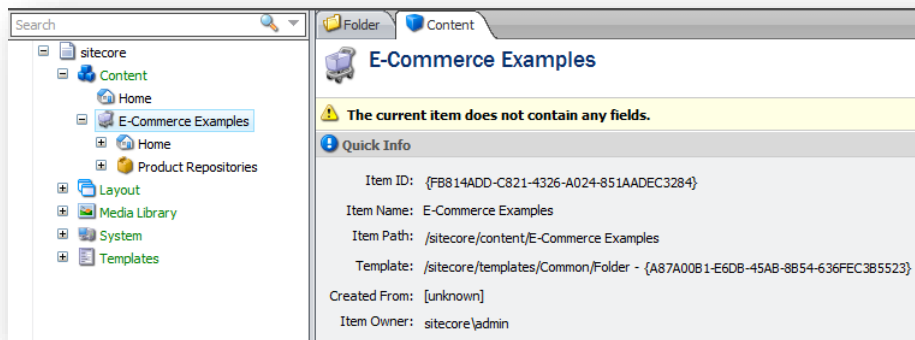 Search
sitecore
Content
Home
E-Commerce Examples
Home
Product Repositories
Layout
Media Library
System
Templates
Folder
Content
E-Commerce Examples
The current item does not contain any fields.
Quick Info
Item ID: {FB814ADD-C821-4326-A024-851AADEC3284}
Item Name: E-Commerce Examples
Item Path: /sitecore/content/E-Commerce Examples
Template: /sitecore/templates/Common/Folder - {A87A00B1-E6DB-45AB-8B54-636FEC3B5523}
Created From: [unknown]
Item Owner: sitecore\admin